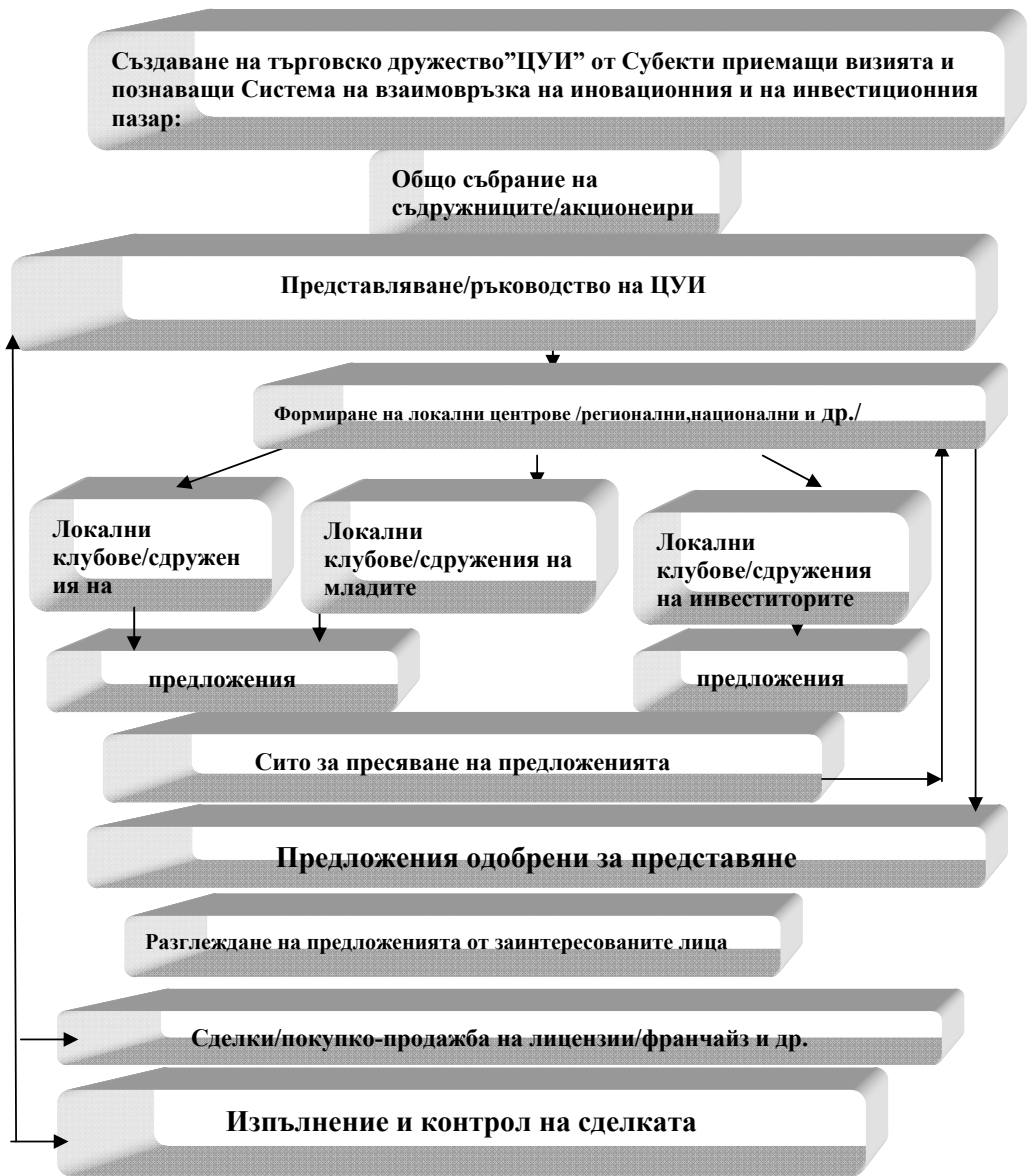 Създаване на търговско дружество”ЦУИ” от Субекти приемащи визията и
познаващи Система на взаимовръзка на иновационния и на инвестиционния
пазар:
Общо събрание на
съдружниците/акционеири
Представляване/ръководство на ЦУИ
Формиране на локални центрове /регионални,национални и др./
Локални
клубове/сдружен
ия на
Локални
клубове/сдружения на
младите
Локални
клубове/сдружения
на инвеститорите
предложения
предложения
Сито за пресяване на предложенията
Предложения одобрени за представяне
Разглеждане на предложенията от заинтересованите лица
Сделки/покупко-продажба на лицензии/франчайз и др.
Изпълнение и контрол на сделката